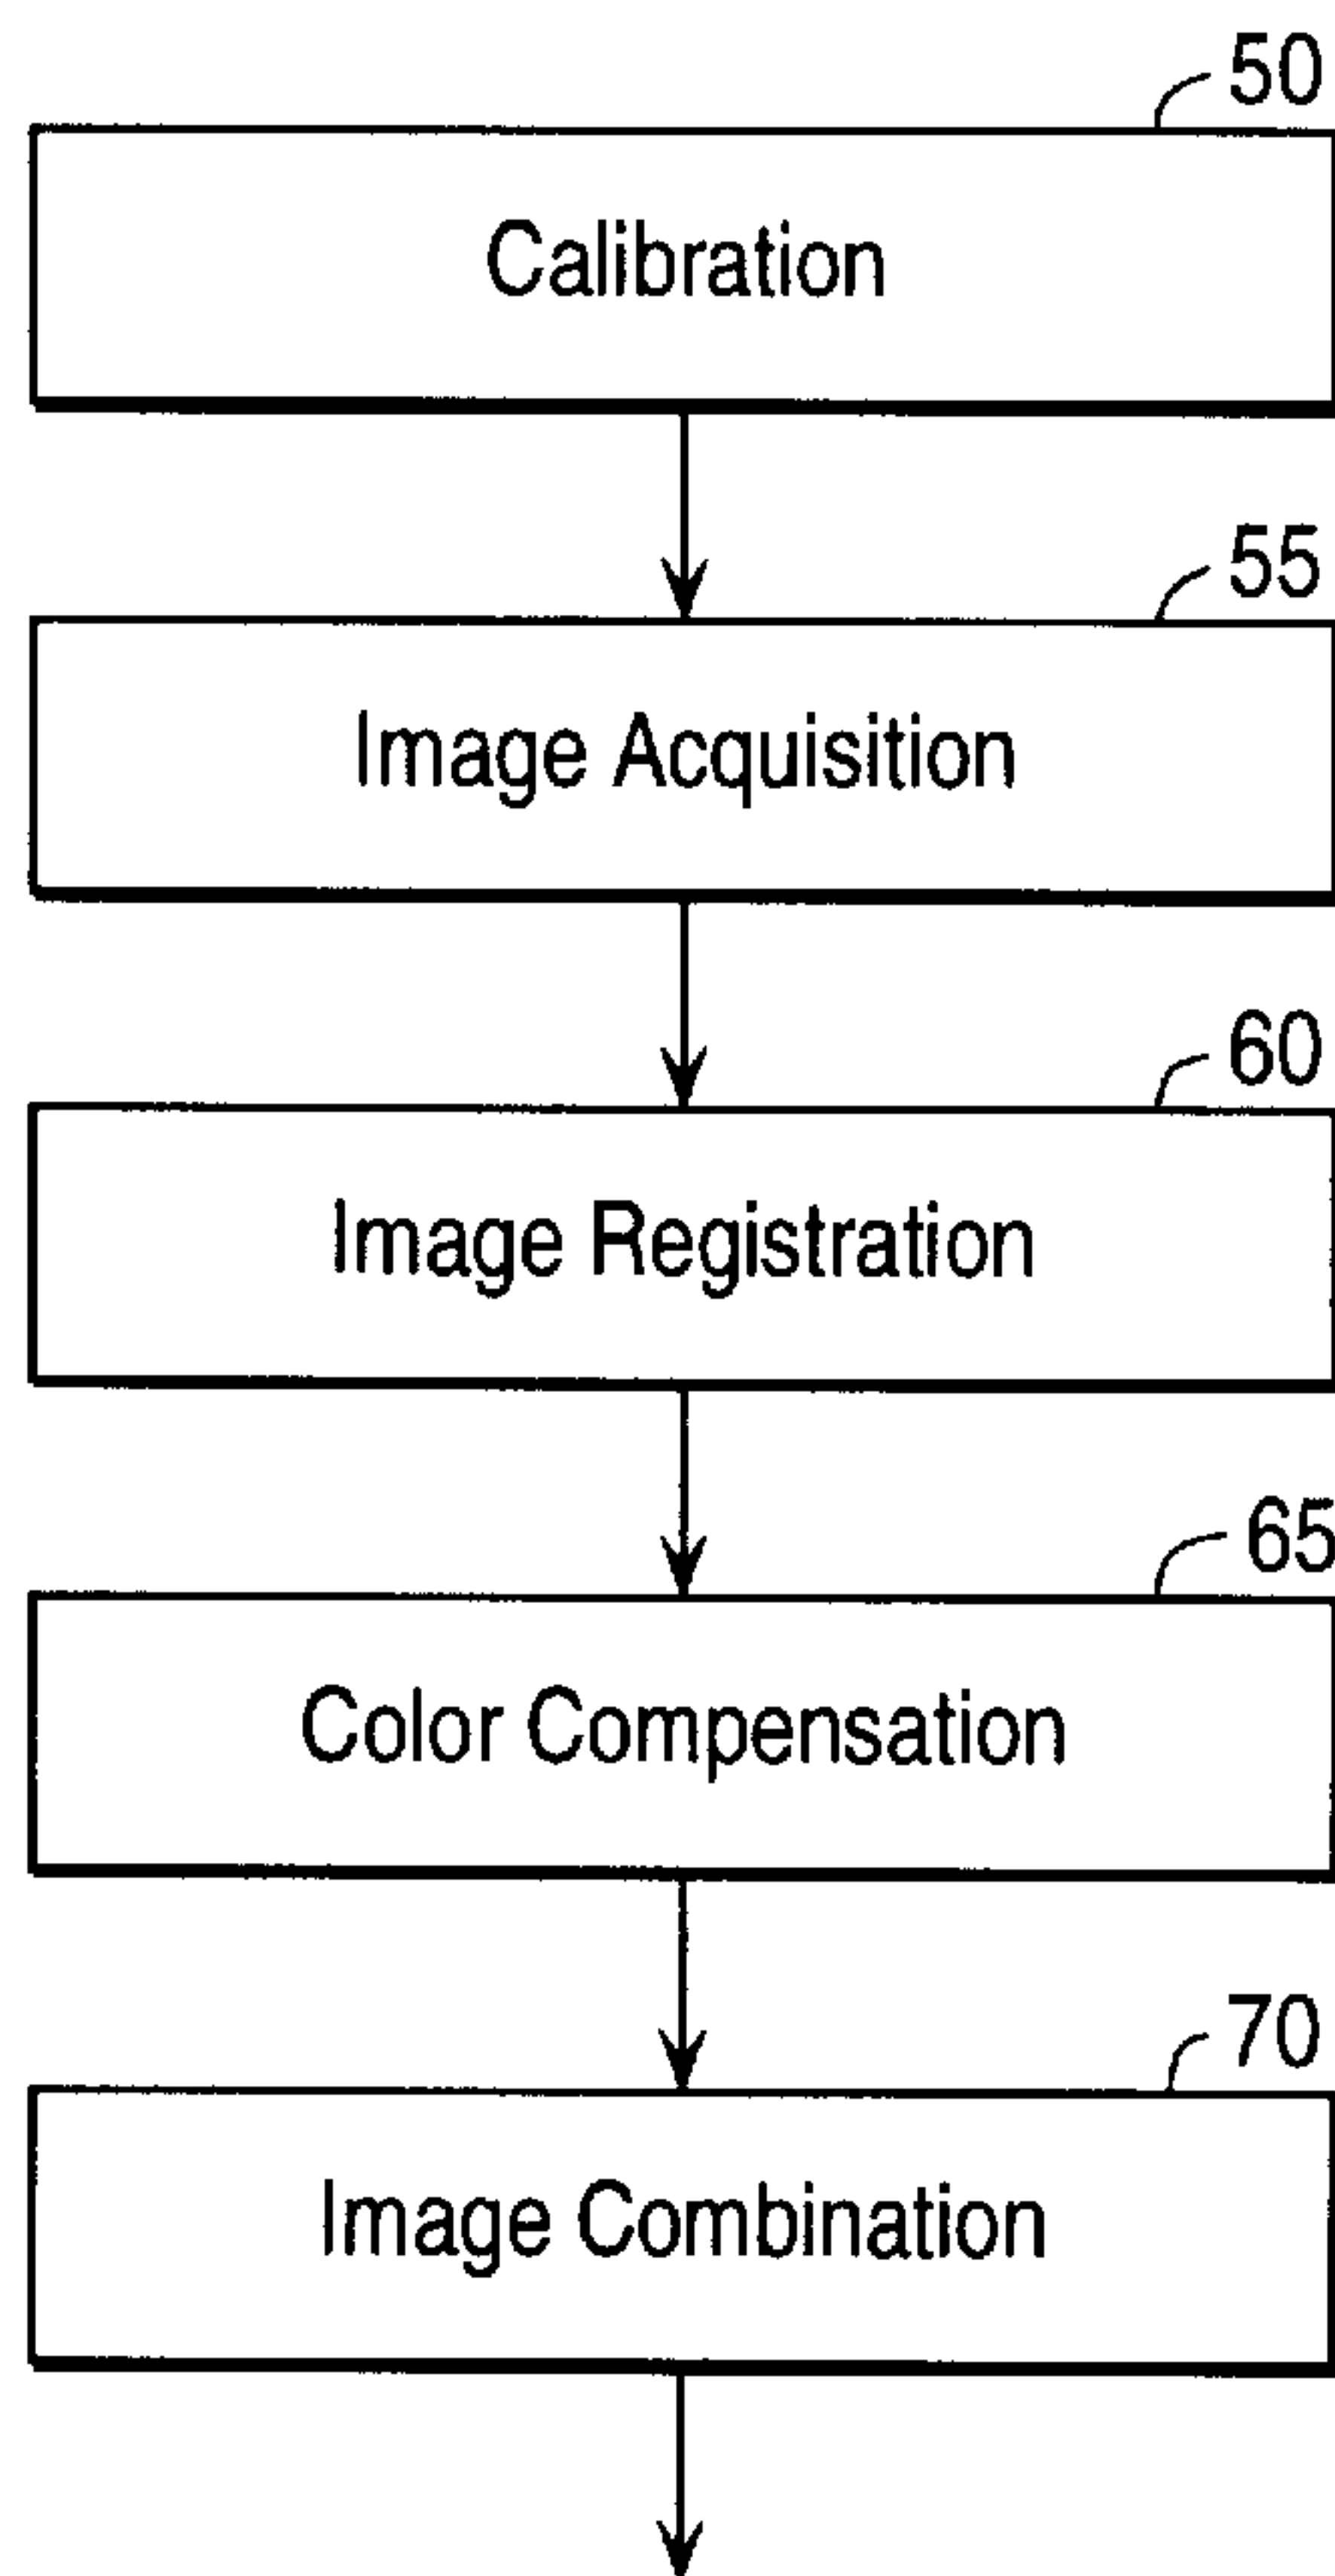 50
Calibration
55
Image Acquisition
60
Image Registration
65
Color Compensation
70
Image Combination